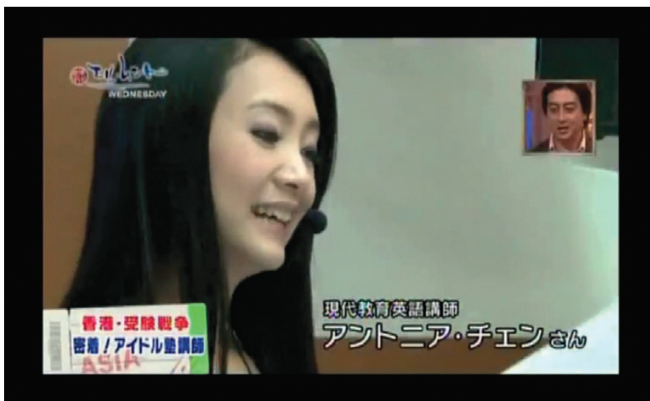 WEDNESDAY
現代教育英語講師
アントニア・チェン さん
香港・受験戦争
密着！アイドル塾講師
ASIA